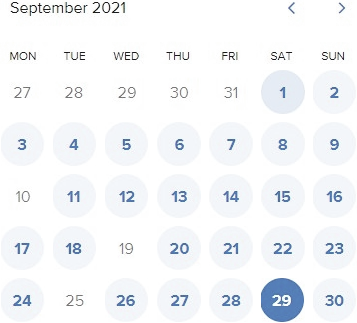 September 2021
MON TUE WED THU FRI SAT SUN
27 28 29 30 31 1 2
3 4 5 6 7 8 9
10 11 12 13 14 15 16
17 18 19 20 21 22 23
24 25 26 27 28 29 30